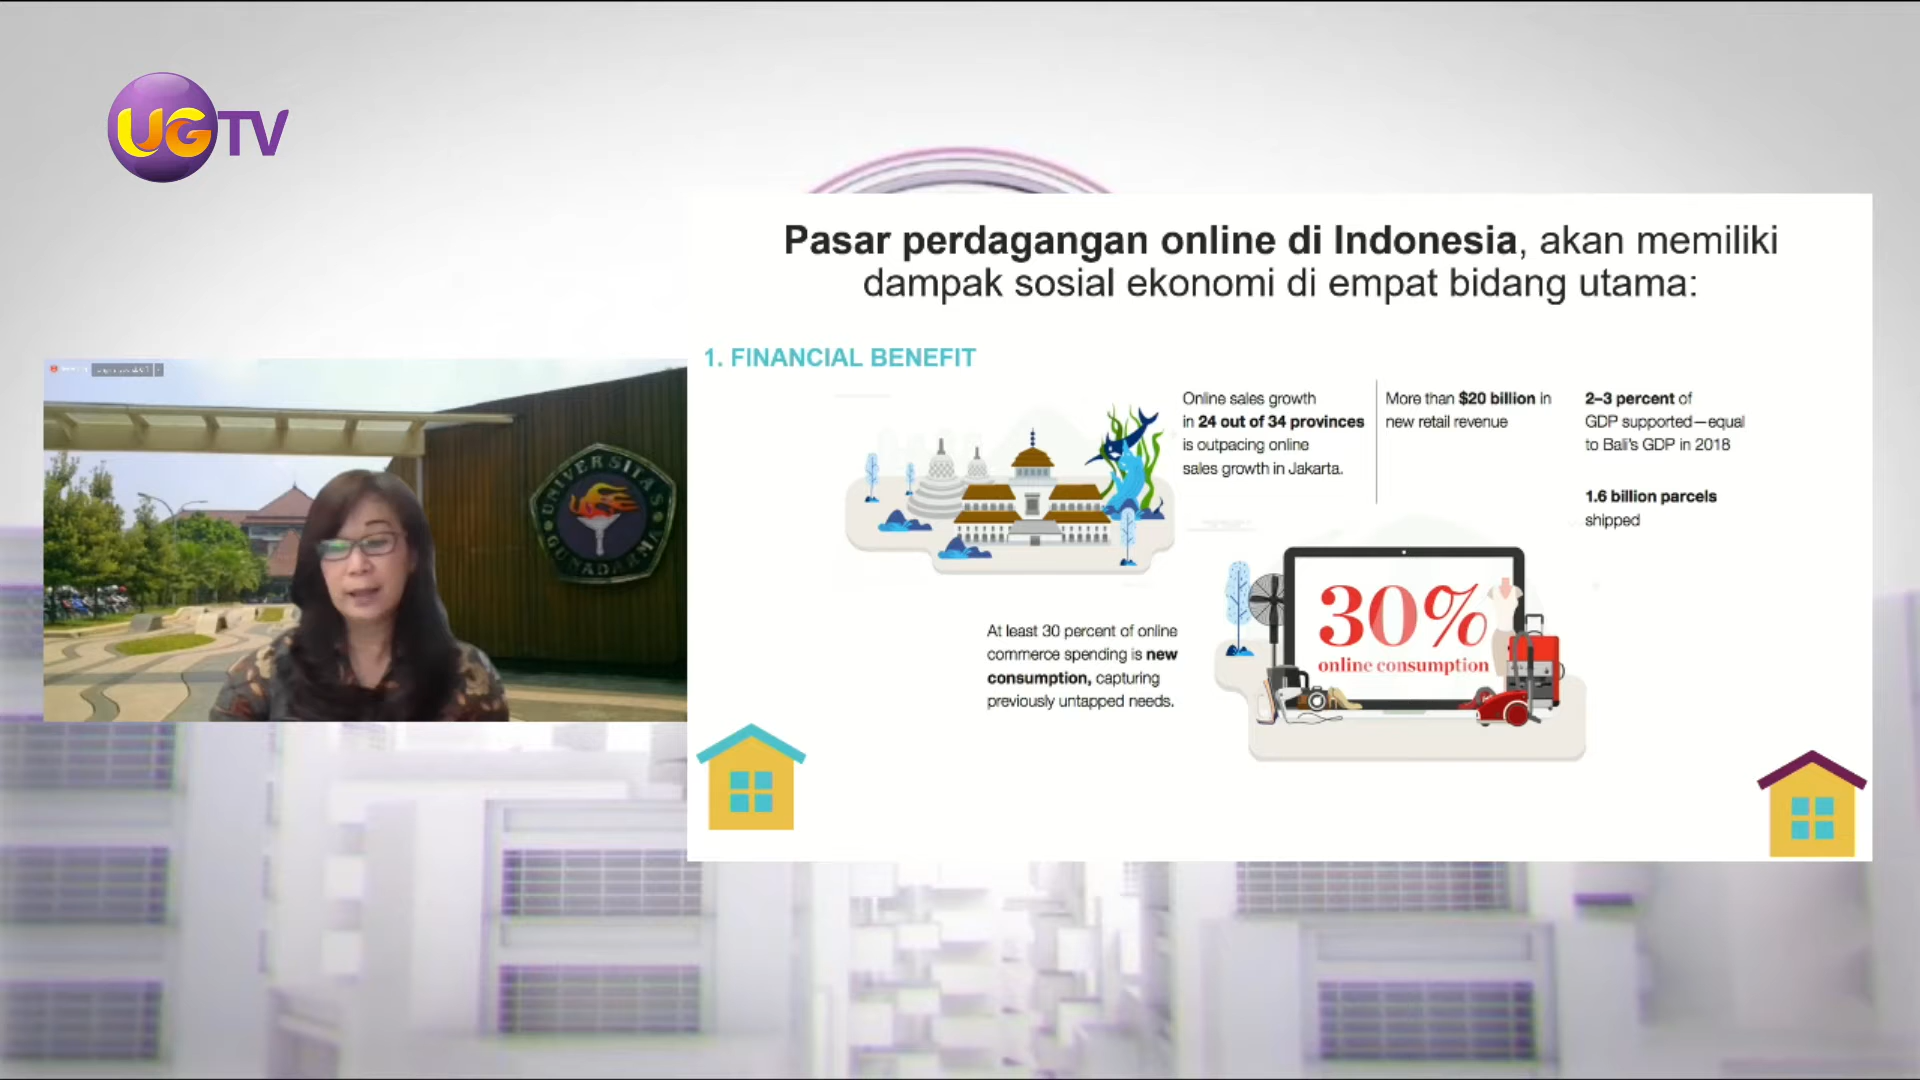 UGTV
Pasar perdagangan online di Indonesia, akan memiliki
dampak sosial ekonomi di empat bidang utama:
1. FINANCIAL BENEFIT
Online sales growth
in 24 out of 34 provinces
is outpacing online
sales growth in Jakarta.
More than $20 billion in
new retail revenue
2–3 percent of
GDP supported—equal
to Bali's GDP in 2018
1.6 billion parcels
shipped
UNIVERSITAS
GUNADARMA
At least 30 percent of online
commerce spending is new
consumption, capturing
previously untapped needs.
30%
online consumption